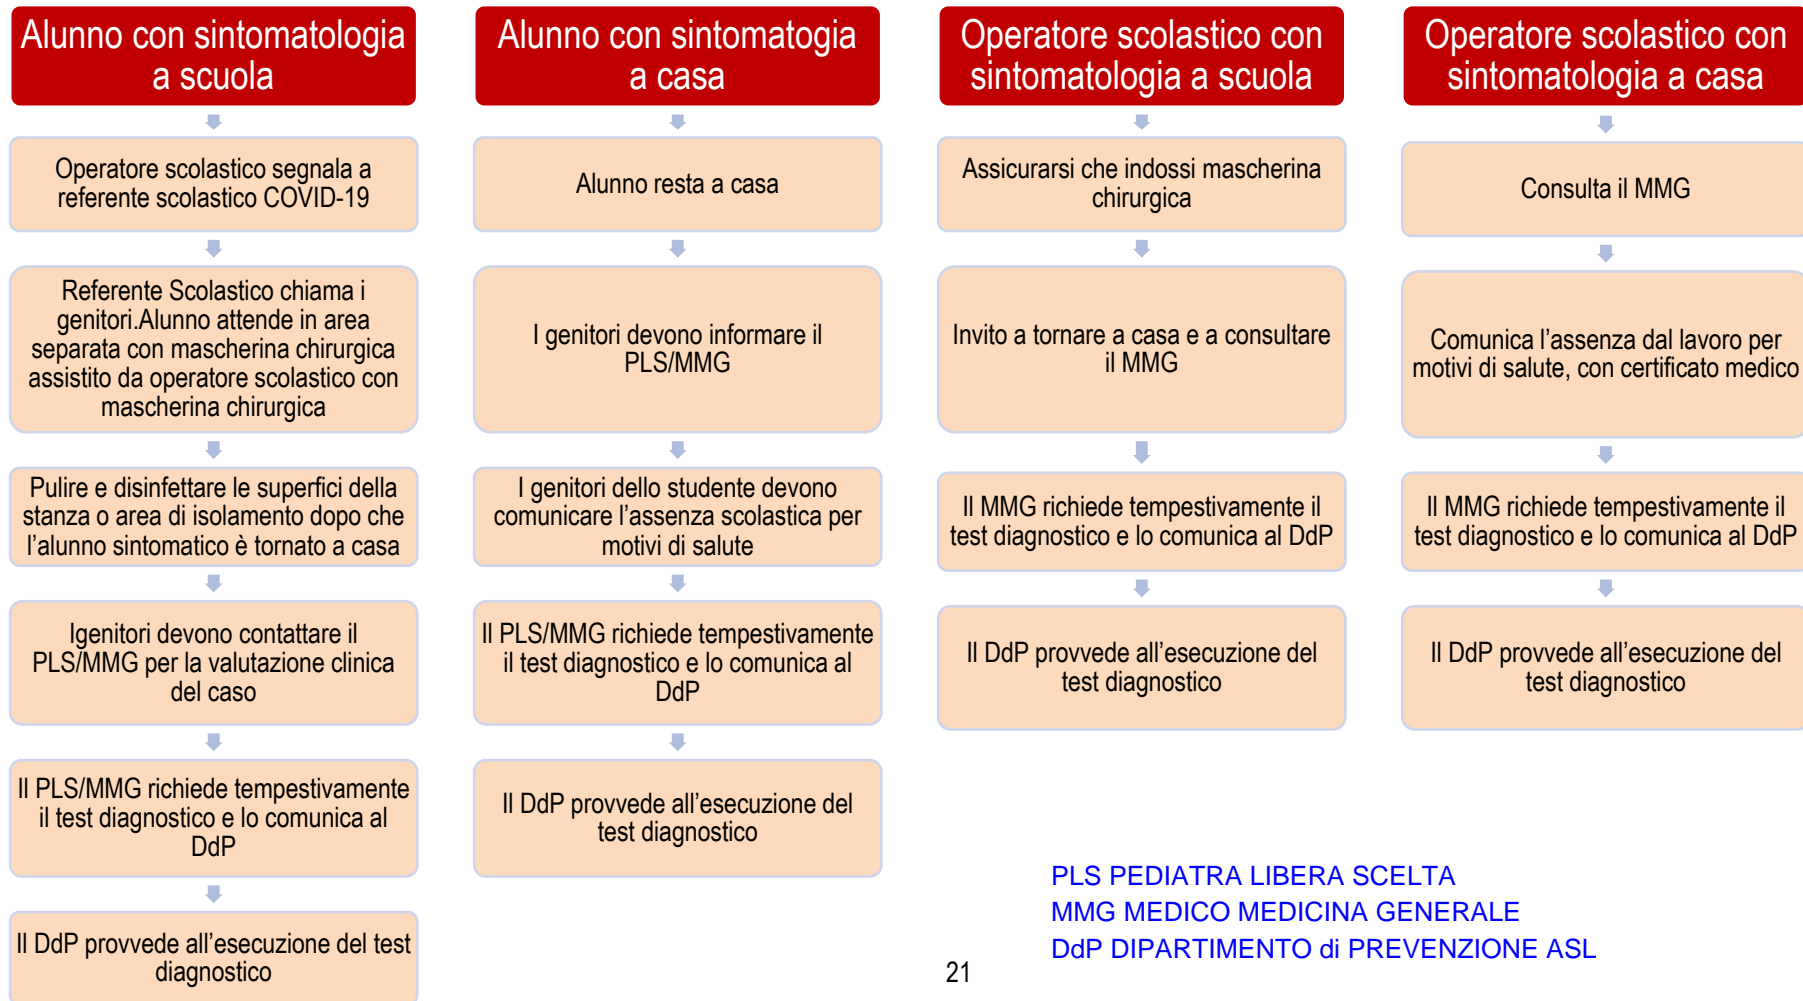 Alunno con sintomatologia
a scuola
Operatore scolastico segnala a
referente scolastico COVID-19
Referente Scolastico chiama i
genitori.Alunno attende in area
separata con mascherina chirurgica
assistito da operatore scolastico con
mascherina chirurgica
Pulire e disinfettare le superfici della
stanza o area di isolamento dopo che
l’alunno sintomatico è tornato a casa
Igenitori devono contattare il
PLS/MMG per la valutazione clinica
del caso
Il PLS/MMG richiede tempestivamente
il test diagnostico e lo comunica al
DdP
Il DdP provvede all’esecuzione del test
diagnostico
Alunno con sintomatogia
a casa
Alunno resta a casa
I genitori devono informare il
PLS/MMG
I genitori dello studente devono
comunicare l’assenza scolastica per
motivi di salute
Il PLS/MMG richiede tempestivamente
il test diagnostico e lo comunica al
DdP
Il DdP provvede all’esecuzione del
test diagnostico
Operatore scolastico con
sintomatologia a scuola
Assicurarsi che indossi mascherina
chirurgica
Invito a tornare a casa e a consultare
il MMG
Il MMG richiede tempestivamente il
test diagnostico e lo comunica al DdP
Il DdP provvede all’esecuzione del
test diagnostico
Operatore scolastico con
sintomatologia a casa
Consulta il MMG
Comunica l’assenza dal lavoro per
motivi di salute, con certificato medico
Il MMG richiede tempestivamente il
test diagnostico e lo comunica al DdP
Il DdP provvede all’esecuzione del
test diagnostico
PLS PEDIATRA LIBERA SCELTA
MMG MEDICO MEDICINA GENERALE
DdP DIPARTIMENTO di PREVENZIONE ASL
21